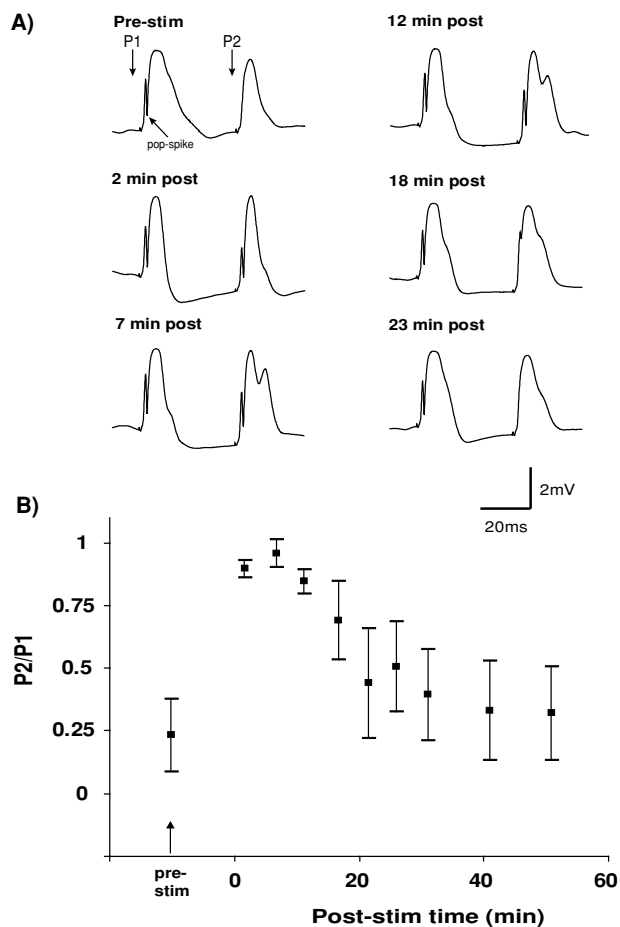 A)
Pre-stim
P1
P2
pop-spike
12 min post
2 min post
18 min post
7 min post
23 min post
2mV
20ms
B)
1
0.75
0.5
0.25
0
P2/P1
pre-
stim
0
20
40
60
Post-stim time (min)